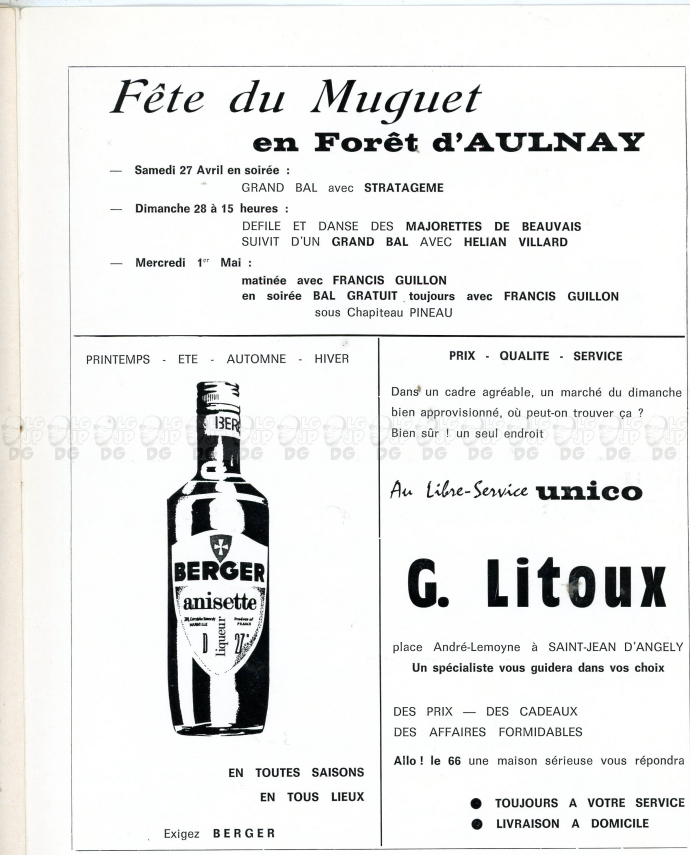 Fête du Muguet
en Forêt d'AULNAY
— Samedi 27 Avril en soirée :
GRAND BAL avec STRATAGEME
— Dimanche 28 à 15 heures :
DEFILE ET DANSE DES MAJORETTES DE BEAUVAIS
SUIVIT D'UN GRAND BAL AVEC HELIAN VILLARD
— Mercredi 1er Mai :
matinée avec FRANCIS GUILLON
en soirée BAL GRATUIT toujours avec FRANCIS GUILLON
sous Chapiteau PINEAU
PRINTEMPS - ETE - AUTOMNE - HIVER
BERGER
anisette
MARSEILLE
Produce of
FRANCE
D
liqueur
27°
EN TOUTES SAISONS
EN TOUS LIEUX
Exigez BERGER
PRIX - QUALITE - SERVICE
Dans un cadre agréable, un marché du dimanche
bien approvisionné, où peut-on trouver ça ?
Bien sûr ! un seul endroit
Au Libre-Service unico
G. Litoux
place André-Lemoyne à SAINT-JEAN D'ANGELY
Un spécialiste vous guidera dans vos choix
DES PRIX — DES CADEAUX
DES AFFAIRES FORMIDABLES
Allo ! le 66 une maison sérieuse vous répondra
● TOUJOURS A VOTRE SERVICE
● LIVRAISON A DOMICILE